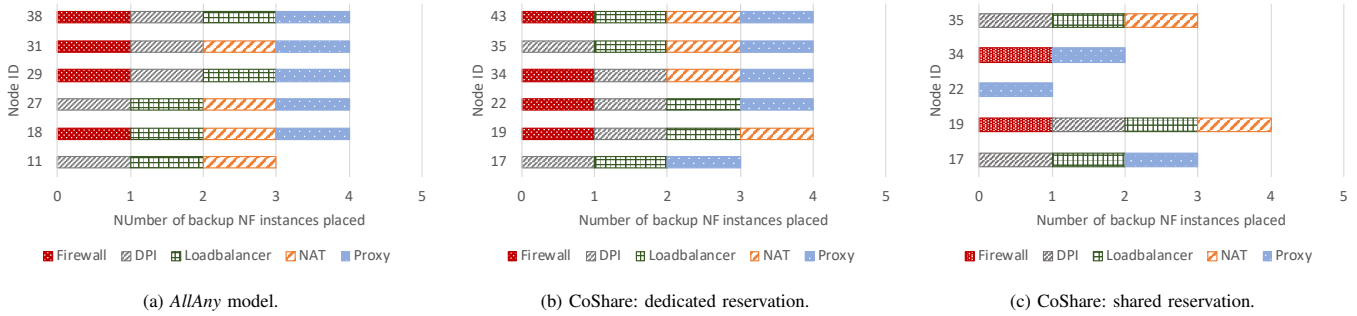 Node ID
38
31
29
27
18
11
0 1 2 3 4 5
NUmber of backup NF instances placed
Firewall DPI Loadbalancer NAT Proxy
(a) AllAny model.
Node ID
43
35
34
22
19
17
0 1 2 3 4 5
Number of backup NF instances placed
Firewall DPI Loadbalancer NAT Proxy
(b) CoShare: dedicated reservation.
Node ID
35
34
22
19
17
0 1 2 3 4 5
Number of backup NF instances placed
Firewall DPI Loadbalancer NAT Proxy
(c) CoShare: shared reservation.